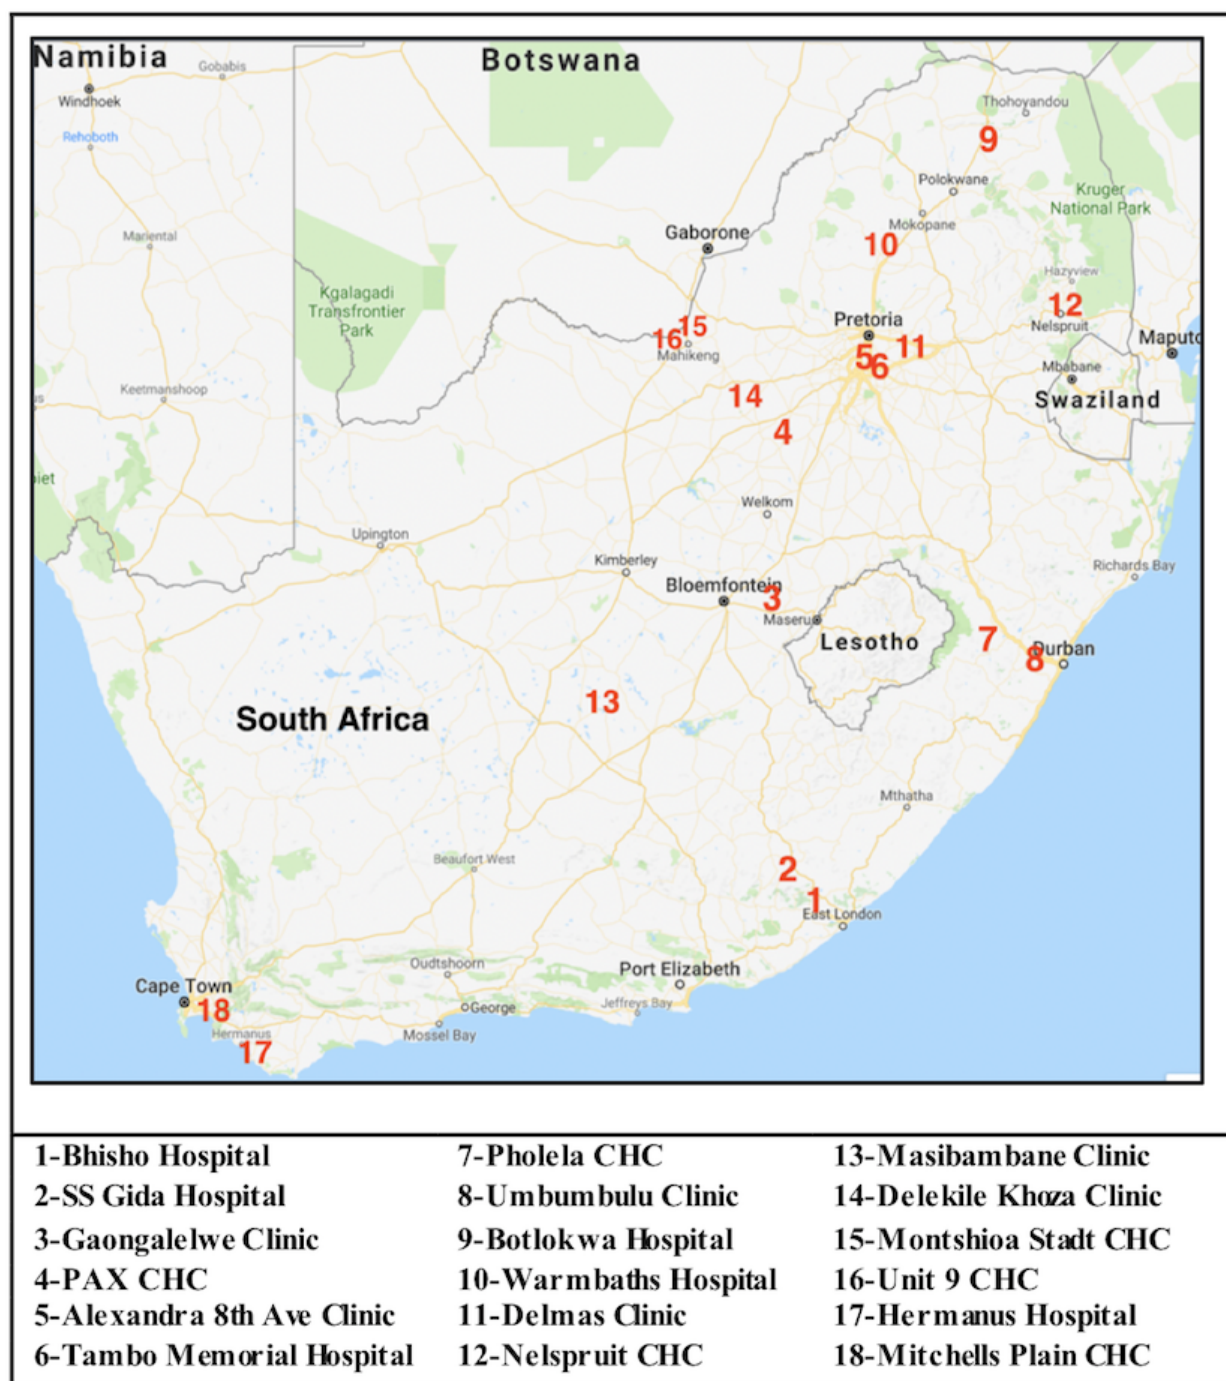 Namibia
Botswana
Gobabis
Windhoek
Thohoyandou
Rehoboth
9
Polokwane
Kruger
National Park
Mokopane
Mariental
Gaborone
10
Hazyview
Kgalagadi
Transfrontier
Park
12
Pretoria
15
Nelspruit
16
11
Maputo
Mahikeng
5
6
Mbabane
Keetmanshoop
14
Swaziland
4
iet
Welkom
Upington
Kimberley
Richards Bay
Bloemfontein
3
Maseru
Lesotho
7
Durban
8
13
South Africa
Mthatha
Beaufort West
2
1
East London
Oudtshoorn
Port Elizabeth
Cape Town
18
George
Jeffreys Bay
Hermanus
Mossel Bay
17
1-Bhisho Hospital
7-Pholela CHC
13-Masibambane Clinic
2-SS Gida Hospital
8-Umbumbulu Clinic
14-Delekile Khoza Clinic
3-Gaongalelwe Clinic
9-Botlokwa Hospital
15-Montshioa Stadt CHC
4-PAX CHC
10-Warmbaths Hospital
16-Unit 9 CHC
5-Alexandra 8th Ave Clinic
11-Delmas Clinic
17-Hermanus Hospital
6-Tambo Memorial Hospital
12-Nelspruit CHC
18-Mitchells Plain CHC